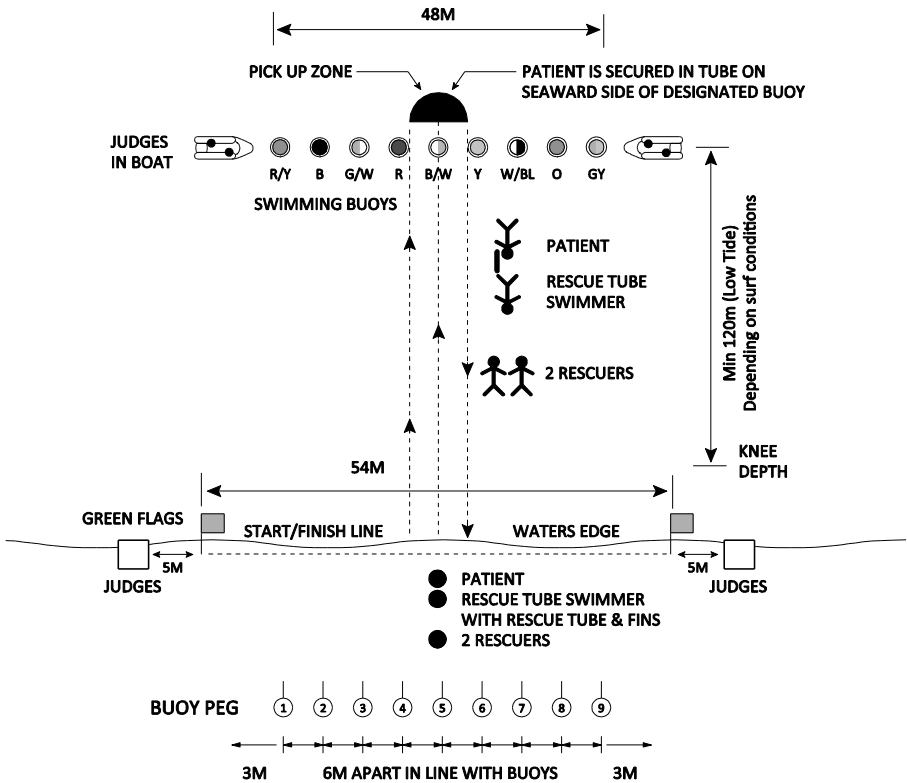 48M
PICK UP ZONE
PATIENT IS SECURED IN TUBE ON
SEAWARD SIDE OF DESIGNATED BUOY
JUDGES
IN BOAT
R/Y B G/W R B/W Y W/BL O GY
SWIMMING BUOYS
PATIENT
RESCUE TUBE
SWIMMER
2 RESCUERS
Min 120m (Low Tide)
Depending on surf conditions
KNEE
DEPTH
54M
GREEN FLAGS
START/FINISH LINE
WATERS EDGE
5M
5M
JUDGES
JUDGES
PATIENT
RESCUE TUBE SWIMMER
WITH RESCUE TUBE & FINS
2 RESCUERS
BUOY PEG
1 2 3 4 5 6 7 8 9
3M
6M APART IN LINE WITH BUOYS
3M